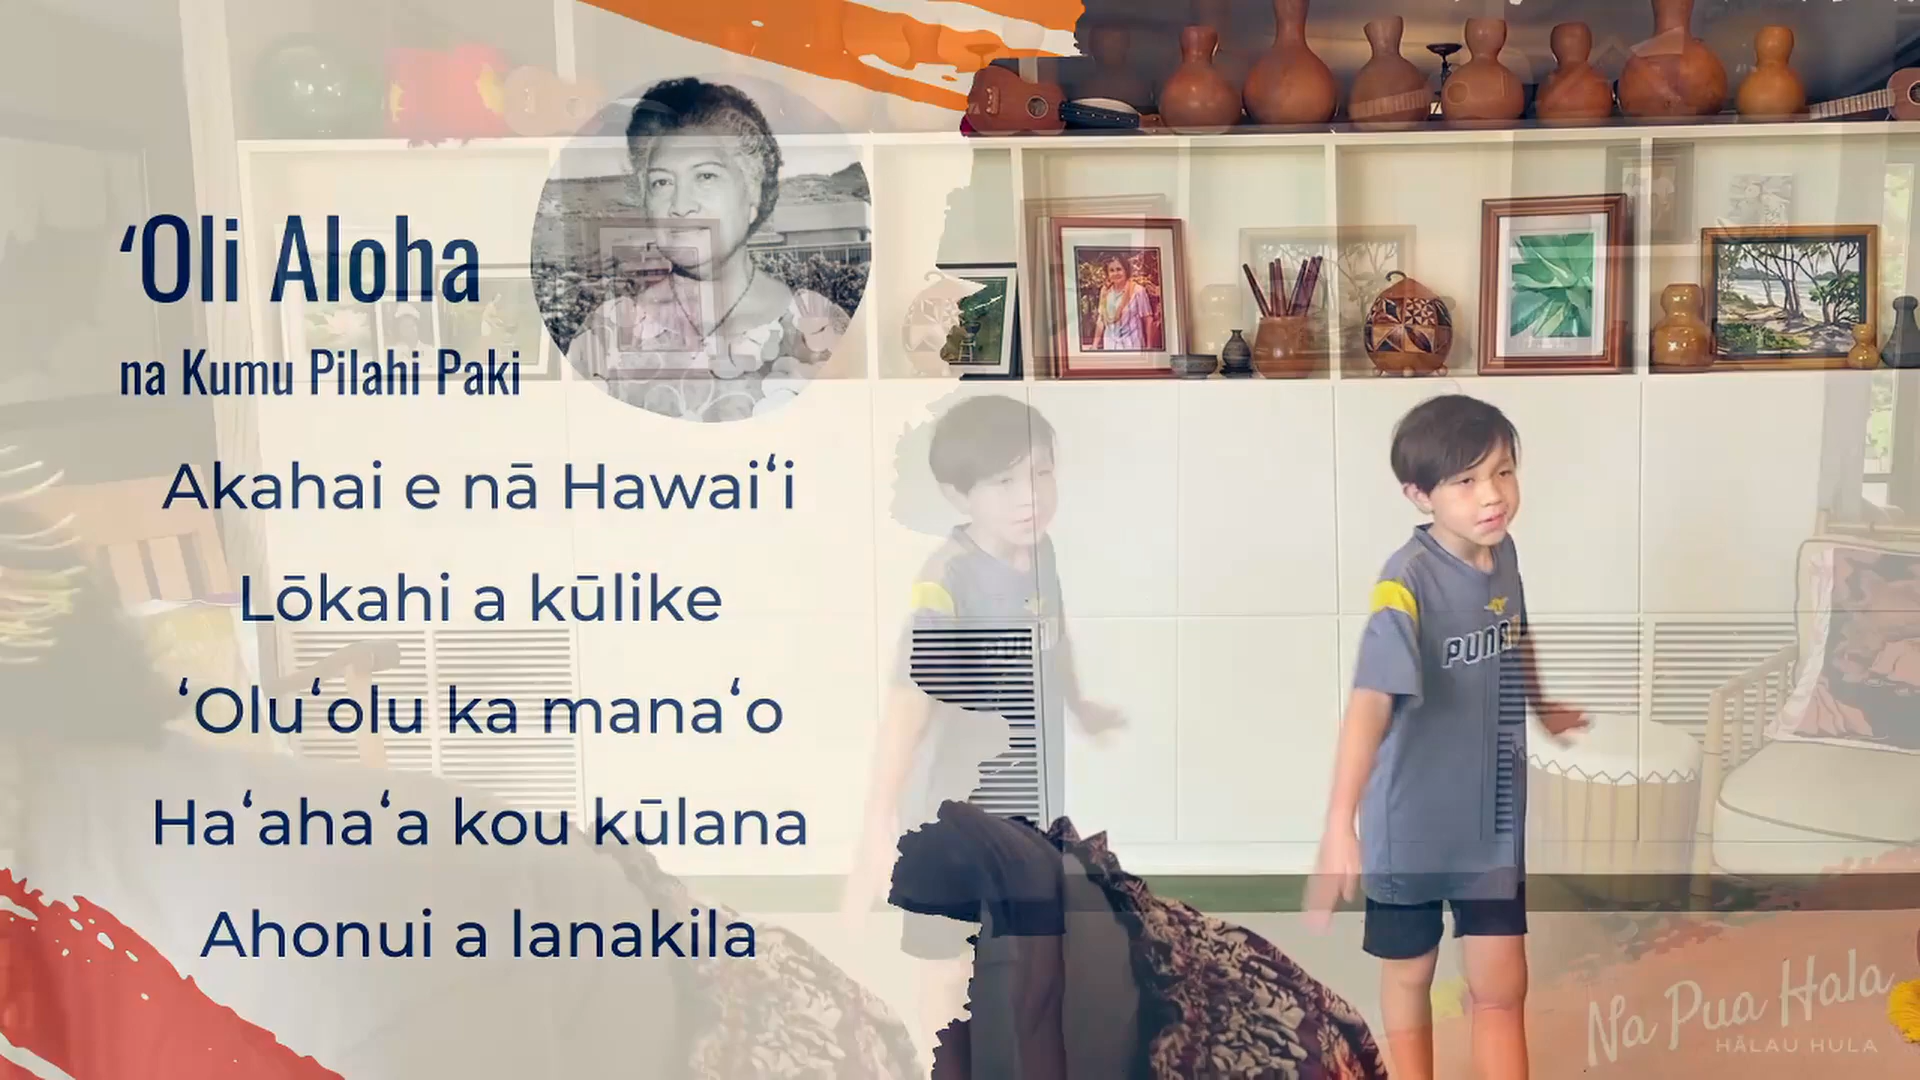 ʻOli Aloha
na Kumu Pilahi Paki
Akahai e nā Hawaiʻi
Lōkahi a kūlike
ʻOluʻolu ka manaʻo
Haʻahaʻa kou kūlana
Ahonui a lanakila
Na Pua Hala
HĀLAU HULA